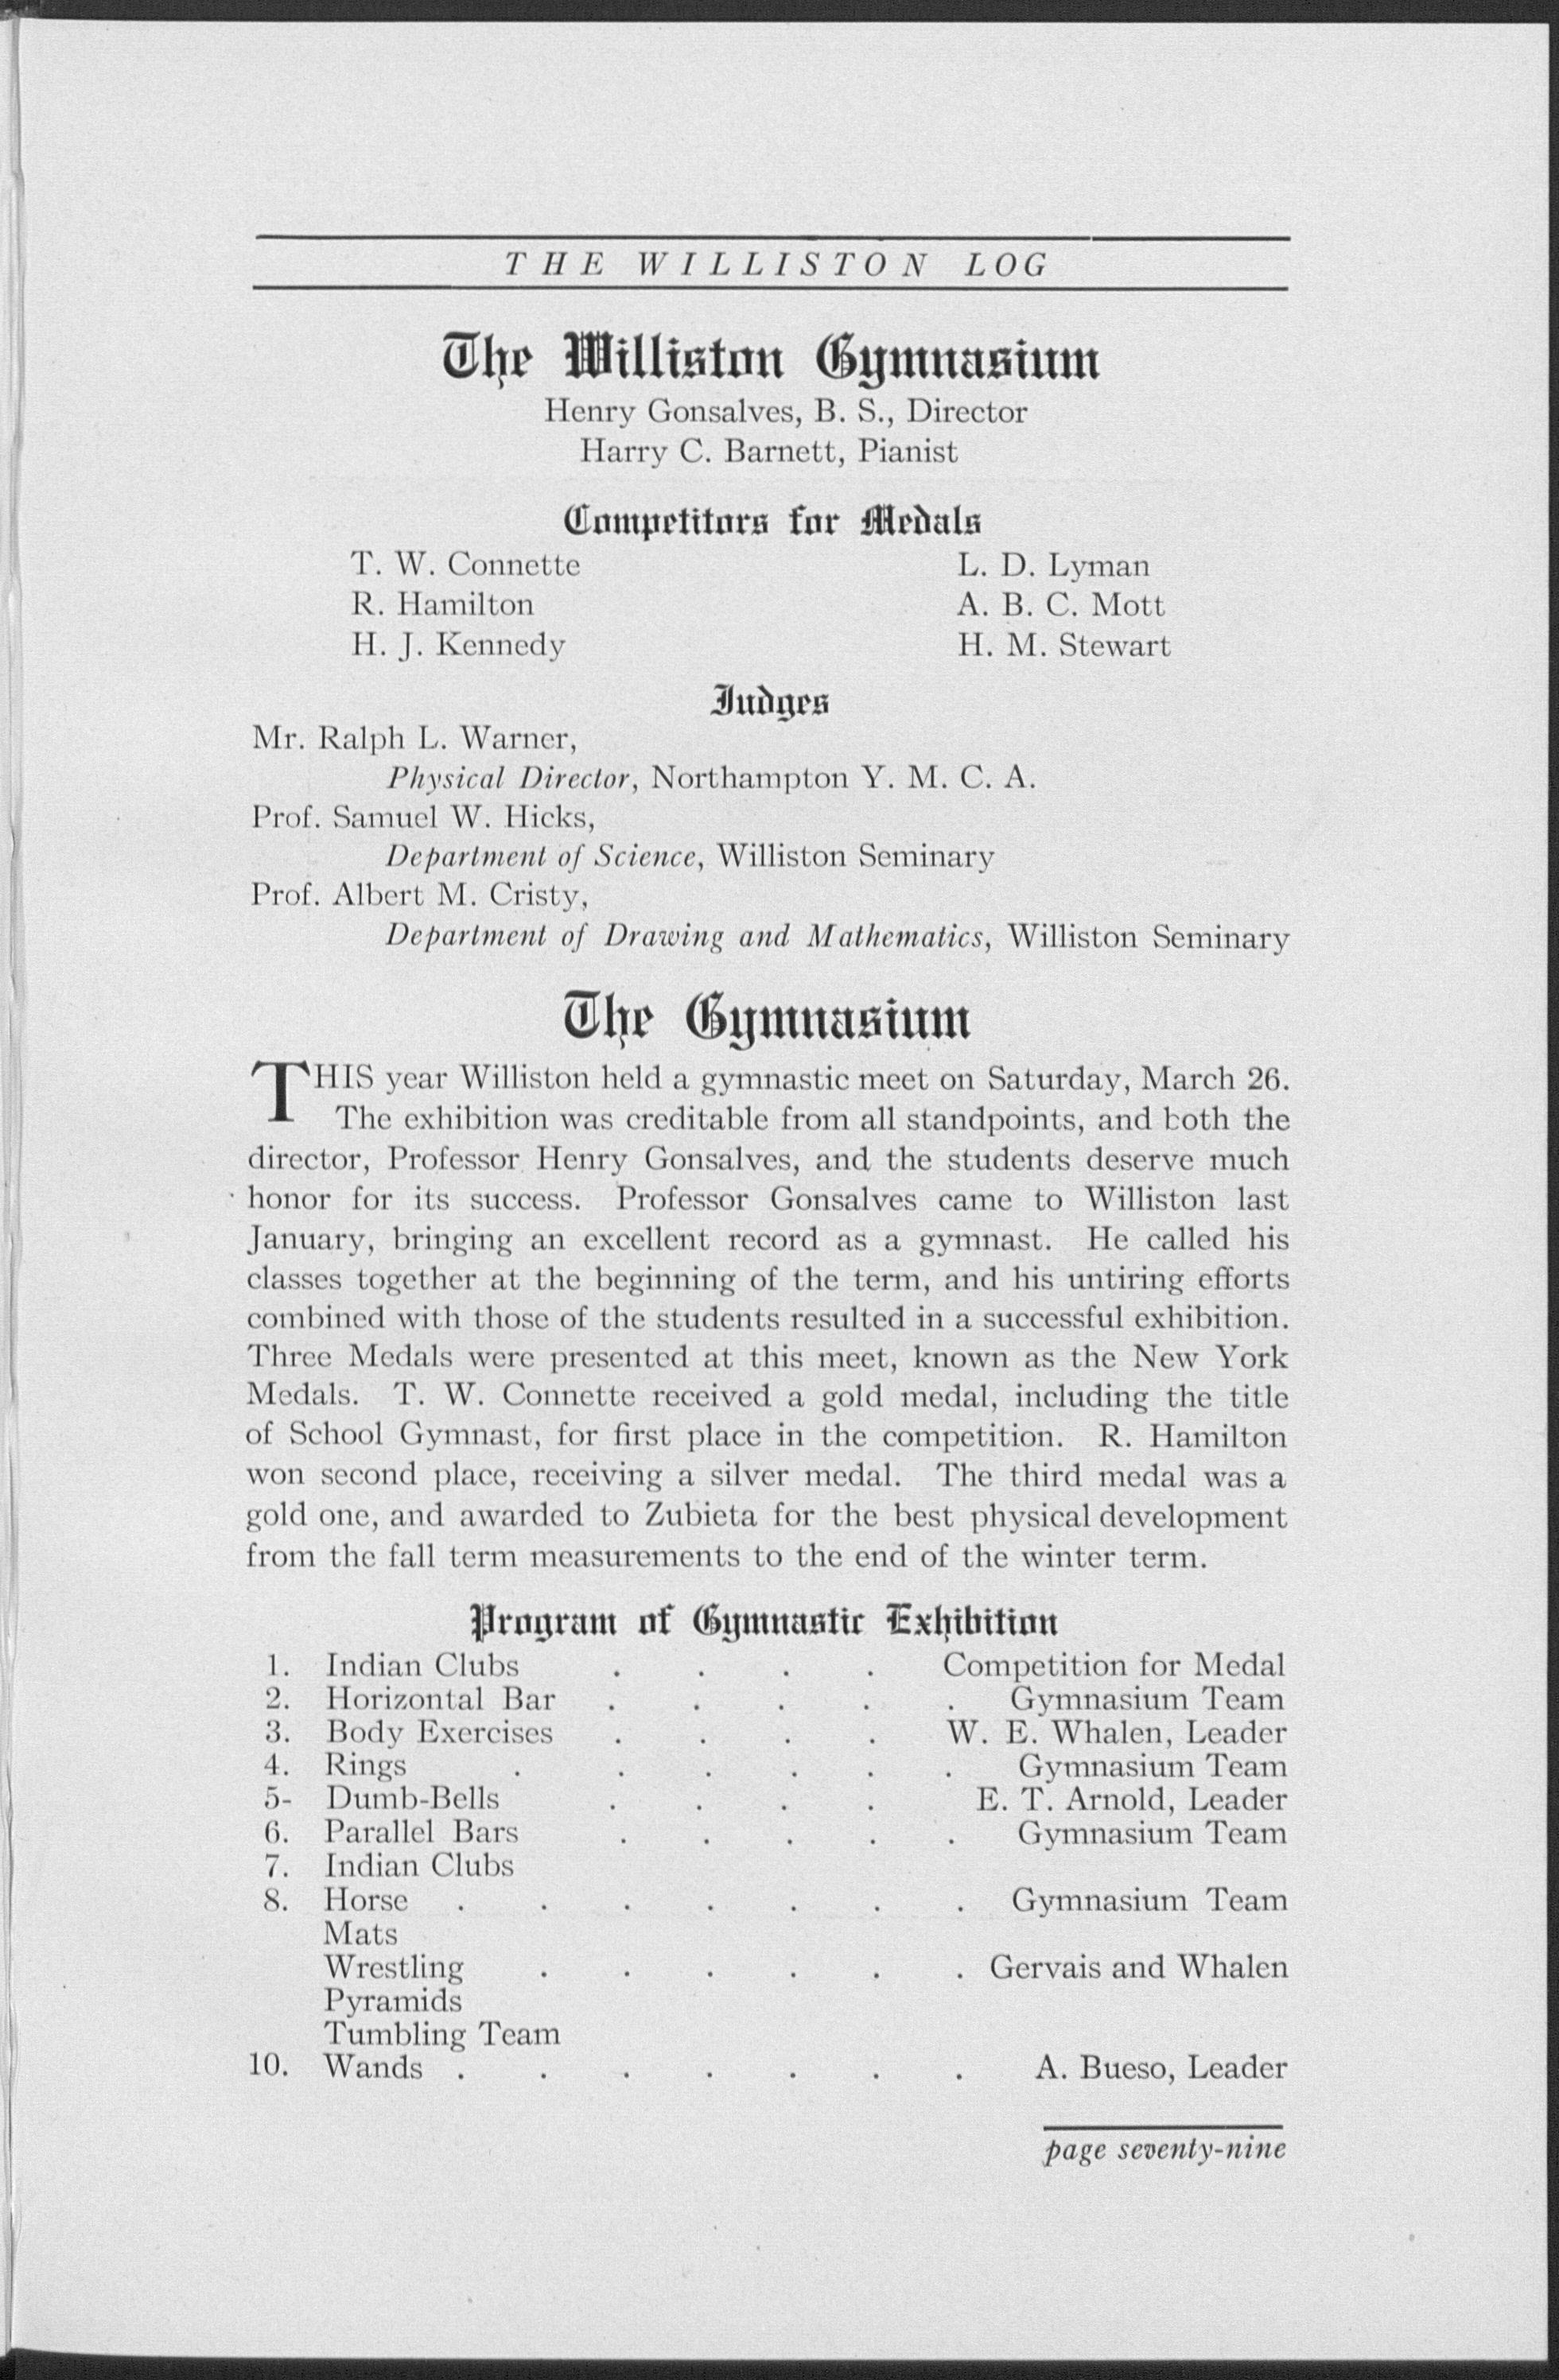 THE WILLISTON LOG
The Williston Gymnasium
Henry Gonsalves, B. S., Director
Harry C. Barnett, Pianist
Competitors for Medals
T. W. Connette L. D. Lyman
R. Hamilton A. B. C. Mott
H. J. Kennedy H. M. Stewart
Judges
Mr. Ralph L. Warner,
Physical Director, Northampton Y. M. C. A.
Prof. Samuel W. Hicks,
Department of Science, Williston Seminary
Prof. Albert M. Cristy,
Department of Drawing and Mathematics, Williston Seminary
The Gymnasium
THIS year Williston held a gymnastic meet on Saturday, March 26.
The exhibition was creditable from all standpoints, and both the
director, Professor Henry Gonsalves, and the students deserve much
honor for its success. Professor Gonsalves came to Williston last
January, bringing an excellent record as a gymnast. He called his
classes together at the beginning of the term, and his untiring efforts
combined with those of the students resulted in a successful exhibition.
Three Medals were presented at this meet, known as the New York
Medals. T. W. Connette received a gold medal, including the title
of School Gymnast, for first place in the competition. R. Hamilton
won second place, receiving a silver medal. The third medal was a
gold one, and awarded to Zubieta for the best physical development
from the fall term measurements to the end of the winter term.
Program of Gymnastic Exhibition
1. Indian Clubs . . . . Competition for Medal
2. Horizontal Bar . . . . . Gymnasium Team
3. Body Exercises . . . . W. E. Whalen, Leader
4. Rings . . . . . . Gymnasium Team
5- Dumb-Bells . . . . E. T. Arnold, Leader
6. Parallel Bars . . . . . Gymnasium Team
7. Indian Clubs
8. Horse . . . . . . . Gymnasium Team
Mats
Wrestling . . . . . . Gervais and Whalen
Pyramids
Tumbling Team
10. Wands . . . . . . . A. Bueso, Leader
page seventy-nine